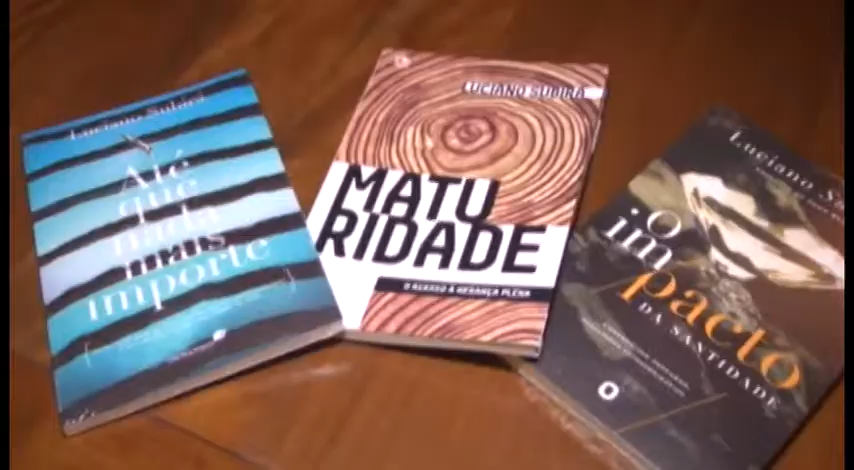 Luciano Subirá
Até
que
nada
mais
importe
LUCIANO SUBIRÁ
MATU
RIDADE
O ACESSO À HERANÇA PLENA
Luciano Su
o
im
pacto
DA SANTIDADE